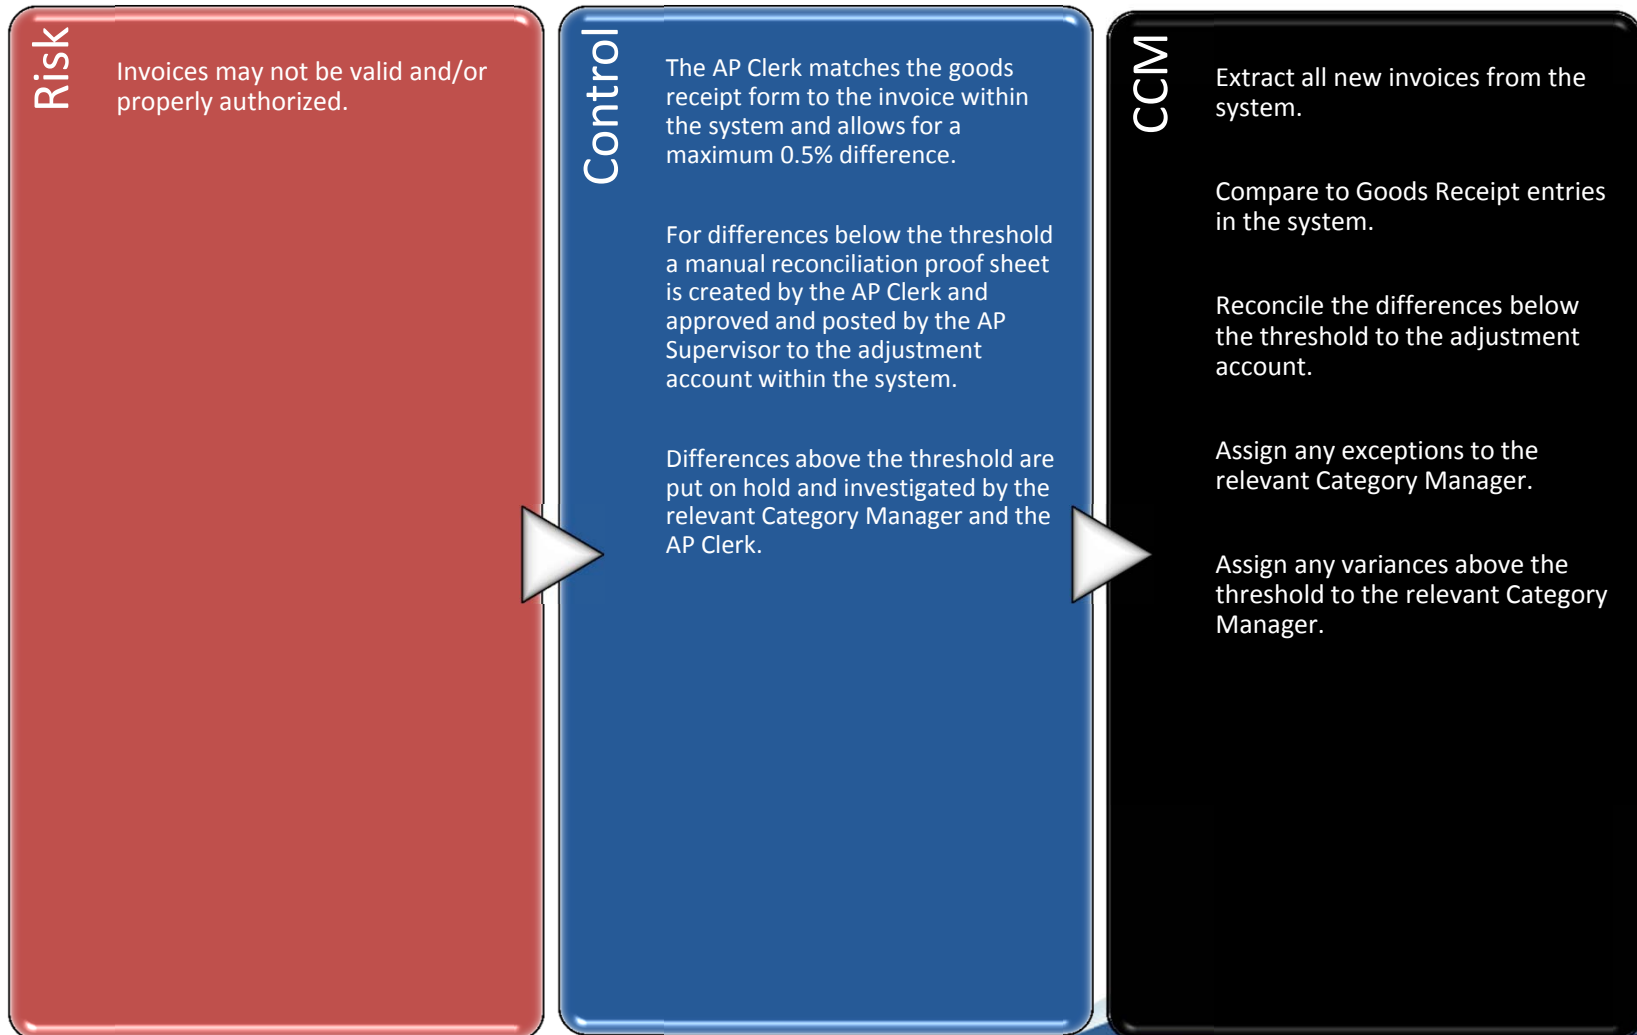 Risk
Invoices may not be valid and/or
properly authorized.
Control
The AP Clerk matches the goods
receipt form to the invoice within
the system and allows for a
maximum 0.5% difference.
For differences below the threshold
a manual reconciliation proof sheet
is created by the AP Clerk and
approved and posted by the AP
Supervisor to the adjustment
account within the system.
Differences above the threshold are
put on hold and investigated by the
relevant Category Manager and the
AP Clerk.
CCM
Extract all new invoices from the
system.
Compare to Goods Receipt entries
in the system.
Reconcile the differences below
the threshold to the adjustment
account.
Assign any exceptions to the
relevant Category Manager.
Assign any variances above the
threshold to the relevant Category
Manager.